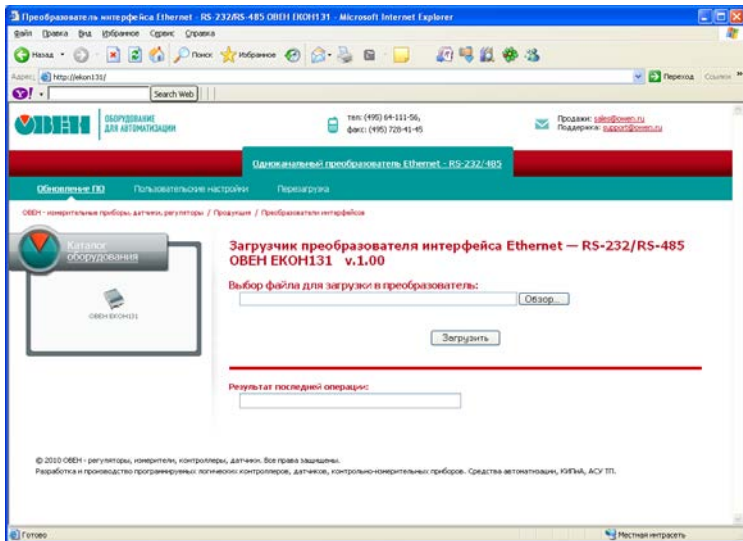 Преобразователь интерфейса Ethernet - RS-232/RS-485 ОВЕН ЕКОН131 - Microsoft Internet Explorer
Файл Правка Вид Избранное Сервис Справка
Назад Поиск Избранное
Адрес: http://ekon131/ Переход Ссылки
Search Web
ОВЕН ОБОРУДОВАНИЕ ДЛЯ АВТОМАТИЗАЦИИ
тел: (495) 64-111-56,
факс: (495) 728-41-45
Продажи: sales@owen.ru
Поддержка: support@owen.ru
Одноканальный преобразователь Ethernet - RS-232/485
Обновление ПО Пользовательские настройки Перезагрузка
ОВЕН - измерительные приборы, датчики, регуляторы / Продукция / Преобразователи интерфейсов
Каталог оборудования
ОВЕН ЕКОН131
Загрузчик преобразователя интерфейса Ethernet — RS-232/RS-485
ОВЕН ЕКОН131 v.1.00
Выбор файла для загрузки в преобразователь:
Обзор...
Загрузить
Результат последней операции:
© 2010 ОВЕН - регуляторы, измерители, контроллеры, датчики. Все права защищены.
Разработка и производство программируемых логических контроллеров, датчиков, контрольно-измерительных приборов. Средства автоматизации, КИПиА, АСУ ТП.
Готово
Местная интрасеть